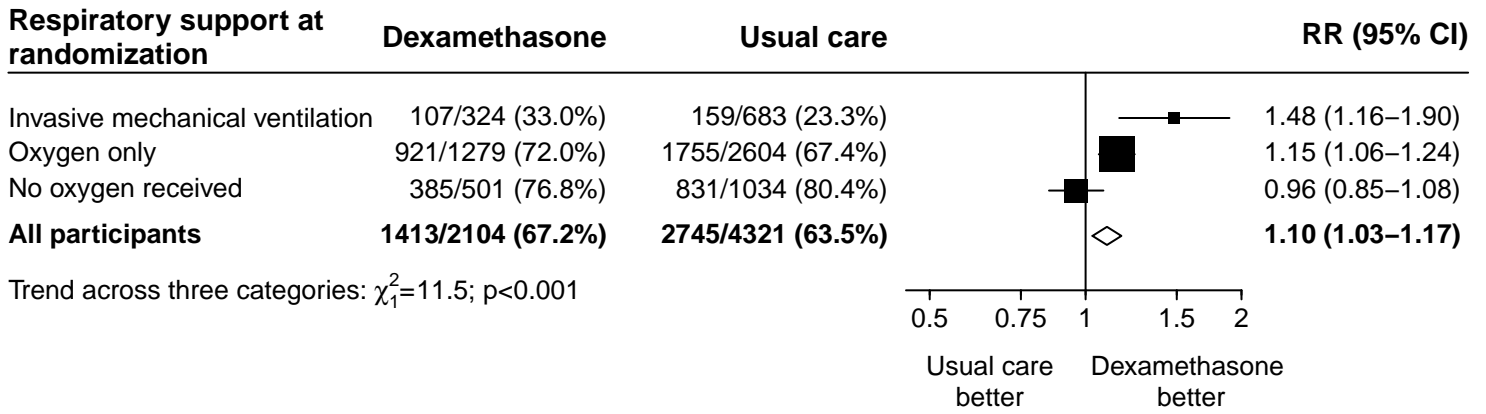 Respiratory support at randomization Dexamethasone Usual care RR (95% CI)
Invasive mechanical ventilation 107/324 (33.0%) 159/683 (23.3%) 1.48 (1.16−1.90)
Oxygen only 921/1279 (72.0%) 1755/2604 (67.4%) 1.15 (1.06−1.24)
No oxygen received 385/501 (76.8%) 831/1034 (80.4%) 0.96 (0.85−1.08)
All participants 1413/2104 (67.2%) 2745/4321 (63.5%) 1.10 (1.03−1.17)
Trend across three categories: χ²₁=11.5; p<0.001
0.5 0.75 1 1.5 2
Usual care better Dexamethasone better